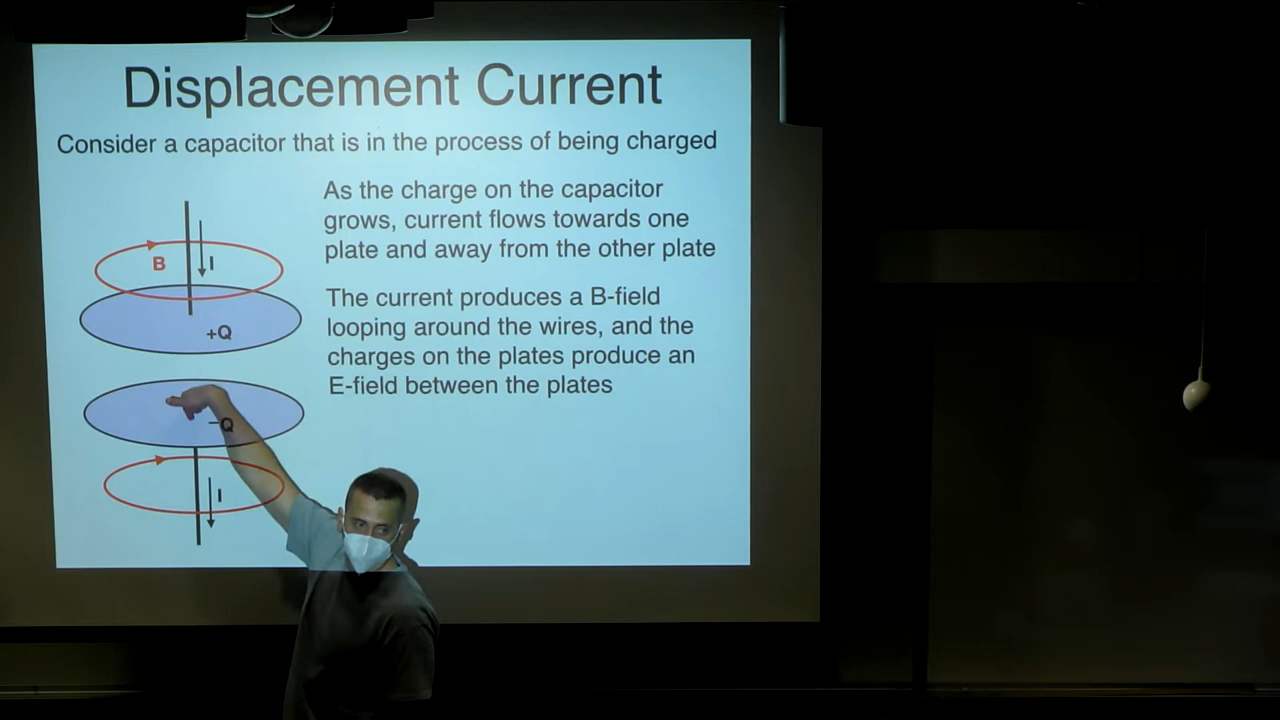 Displacement Current
Consider a capacitor that is in the process of being charged
As the charge on the capacitor
grows, current flows towards one
plate and away from the other plate
The current produces a B-field
looping around the wires, and the
charges on the plates produce an
E-field between the plates
B
I
+Q
–Q
I